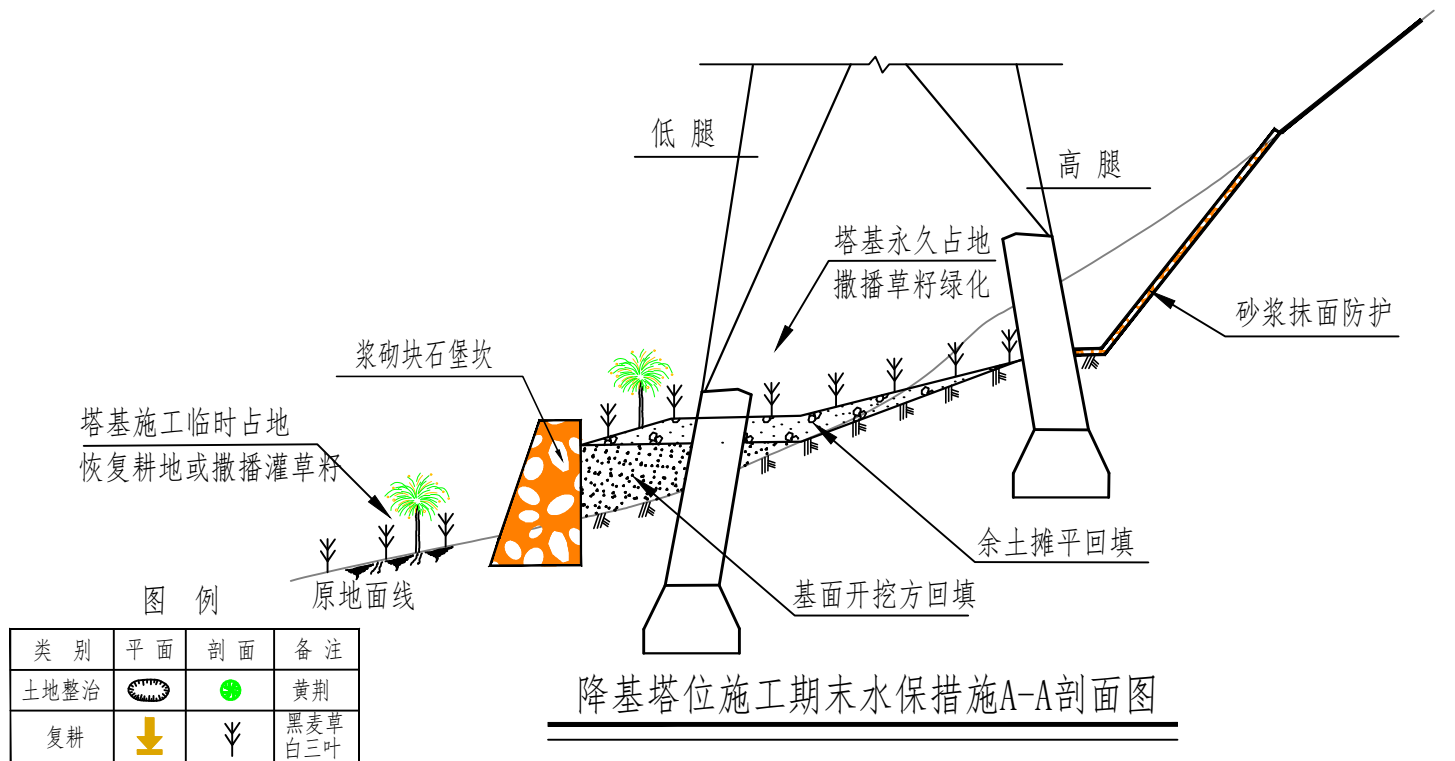 低 腿
高 腿
塔基永久占地
撒播草籽绿化
砂浆抹面防护
浆砌块石堡坎
塔基施工临时占地
恢复耕地或撒播灌草籽
余土摊平回填
基面开挖方回填
原地面线
图 例
类 别 平 面 剖 面 备 注
土地整治 黄荆
复耕 黑麦草
白三叶
降基塔位施工期末水保措施A-A剖面图